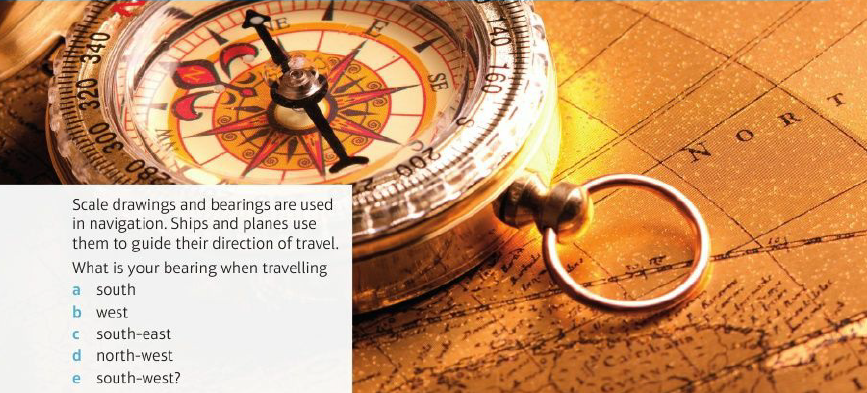 NE
E
SE
S
N
NW
340
320
300
280
140
160
200
N O R T
Scale drawings and bearings are used
in navigation. Ships and planes use
them to guide their direction of travel.
What is your bearing when travelling
a south
b west
c south-east
d north-west
e south-west?